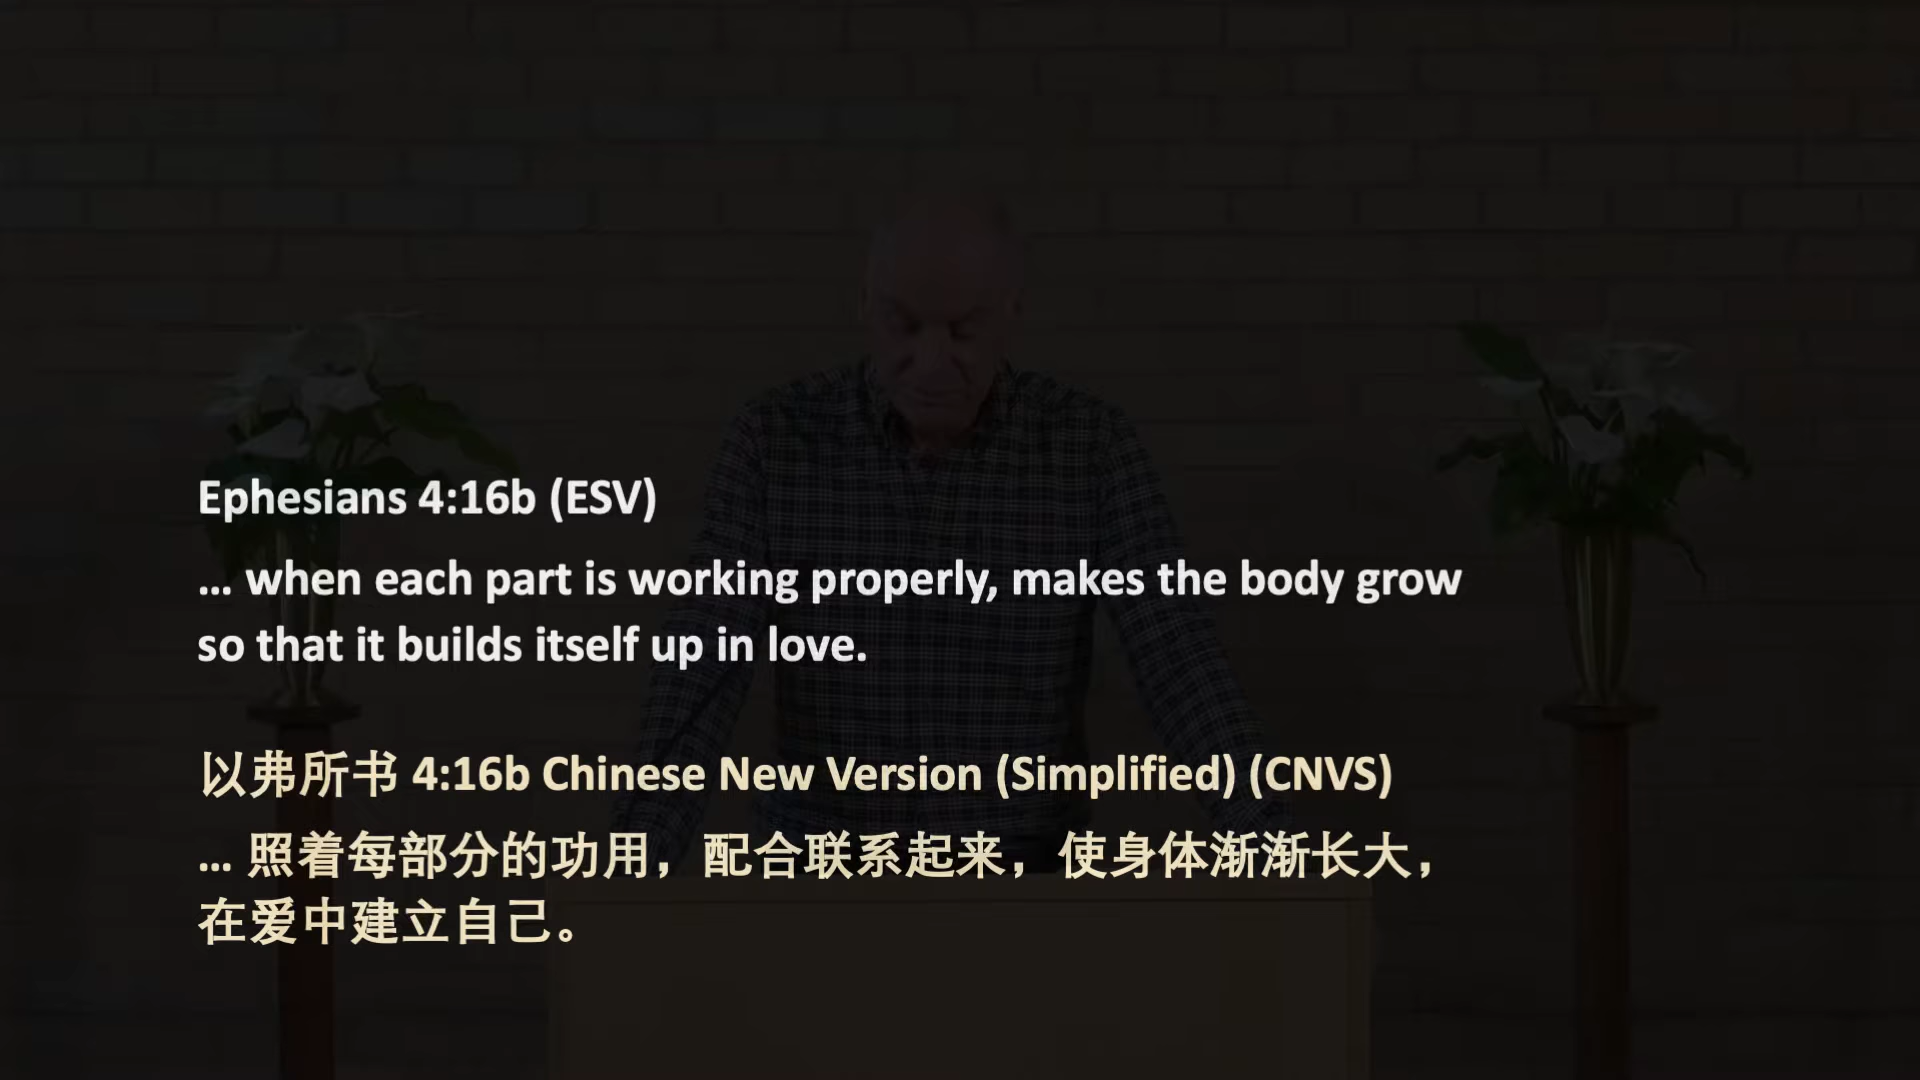 Ephesians 4:16b (ESV)
... when each part is working properly, makes the body grow
so that it builds itself up in love.
以弗所书 4:16b Chinese New Version (Simplified) (CNVS)
... 照着每部分的功用，配合联系起来，使身体渐渐长大，
在爱中建立自己。